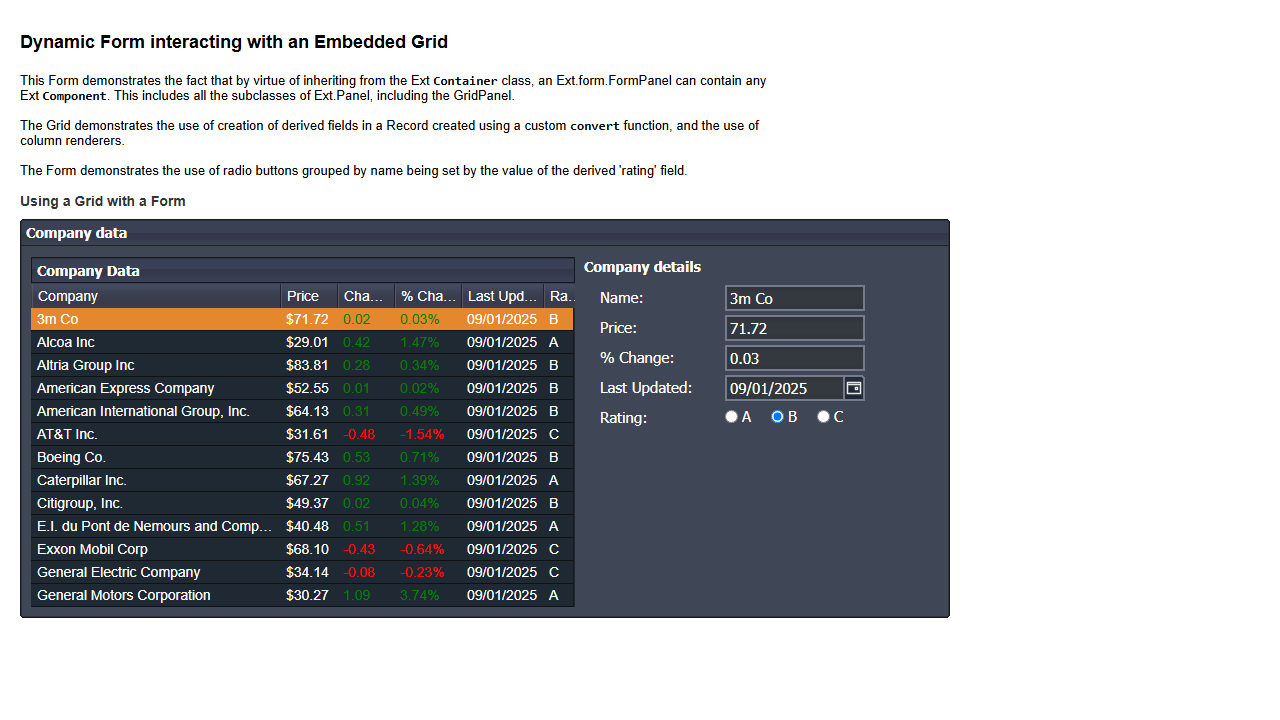 Dynamic Form interacting with an Embedded Grid
This Form demonstrates the fact that by virtue of inheriting from the Ext Container class, an Ext.form.FormPanel can contain any
Ext Component. This includes all the subclasses of Ext.Panel, including the GridPanel.
The Grid demonstrates the use of creation of derived fields in a Record created using a custom convert function, and the use of
column renderers.
The Form demonstrates the use of radio buttons grouped by name being set by the value of the derived 'rating' field.
Using a Grid with a Form
Company data
Company Data
Company Price Cha... % Cha... Last Upd... Ra...
3m Co $71.72 0.02 0.03% 09/01/2025 B
Alcoa Inc $29.01 0.42 1.47% 09/01/2025 A
Altria Group Inc $83.81 0.28 0.34% 09/01/2025 B
American Express Company $52.55 0.01 0.02% 09/01/2025 B
American International Group, Inc. $64.13 0.31 0.49% 09/01/2025 B
AT&T Inc. $31.61 -0.48 -1.54% 09/01/2025 C
Boeing Co. $75.43 0.53 0.71% 09/01/2025 B
Caterpillar Inc. $67.27 0.92 1.39% 09/01/2025 A
Citigroup, Inc. $49.37 0.02 0.04% 09/01/2025 B
E.I. du Pont de Nemours and Comp... $40.48 0.51 1.28% 09/01/2025 A
Exxon Mobil Corp $68.10 -0.43 -0.64% 09/01/2025 C
General Electric Company $34.14 -0.08 -0.23% 09/01/2025 C
General Motors Corporation $30.27 1.09 3.74% 09/01/2025 A
Company details
Name: 3m Co
Price: 71.72
% Change: 0.03
Last Updated: 09/01/2025
Rating: A B C